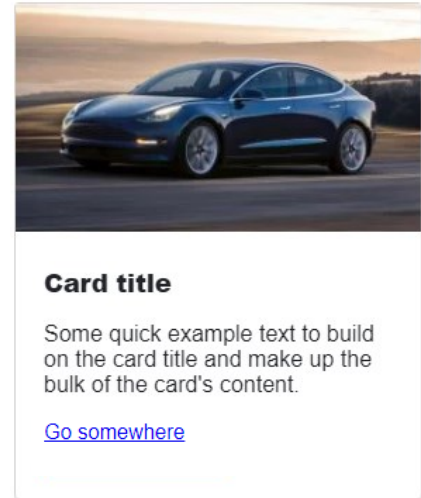 Card title
Some quick example text to build
on the card title and make up the
bulk of the card's content.
Go somewhere